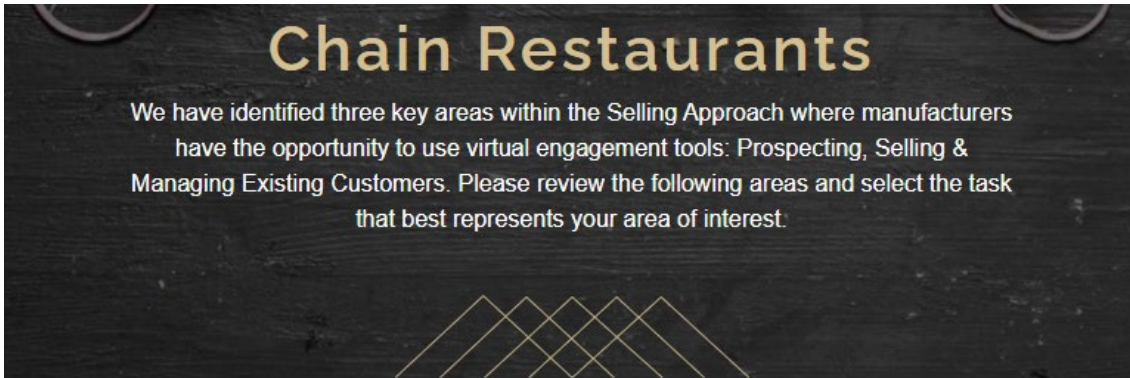 Chain Restaurants
We have identified three key areas within the Selling Approach where manufacturers
have the opportunity to use virtual engagement tools: Prospecting, Selling &
Managing Existing Customers. Please review the following areas and select the task
that best represents your area of interest.